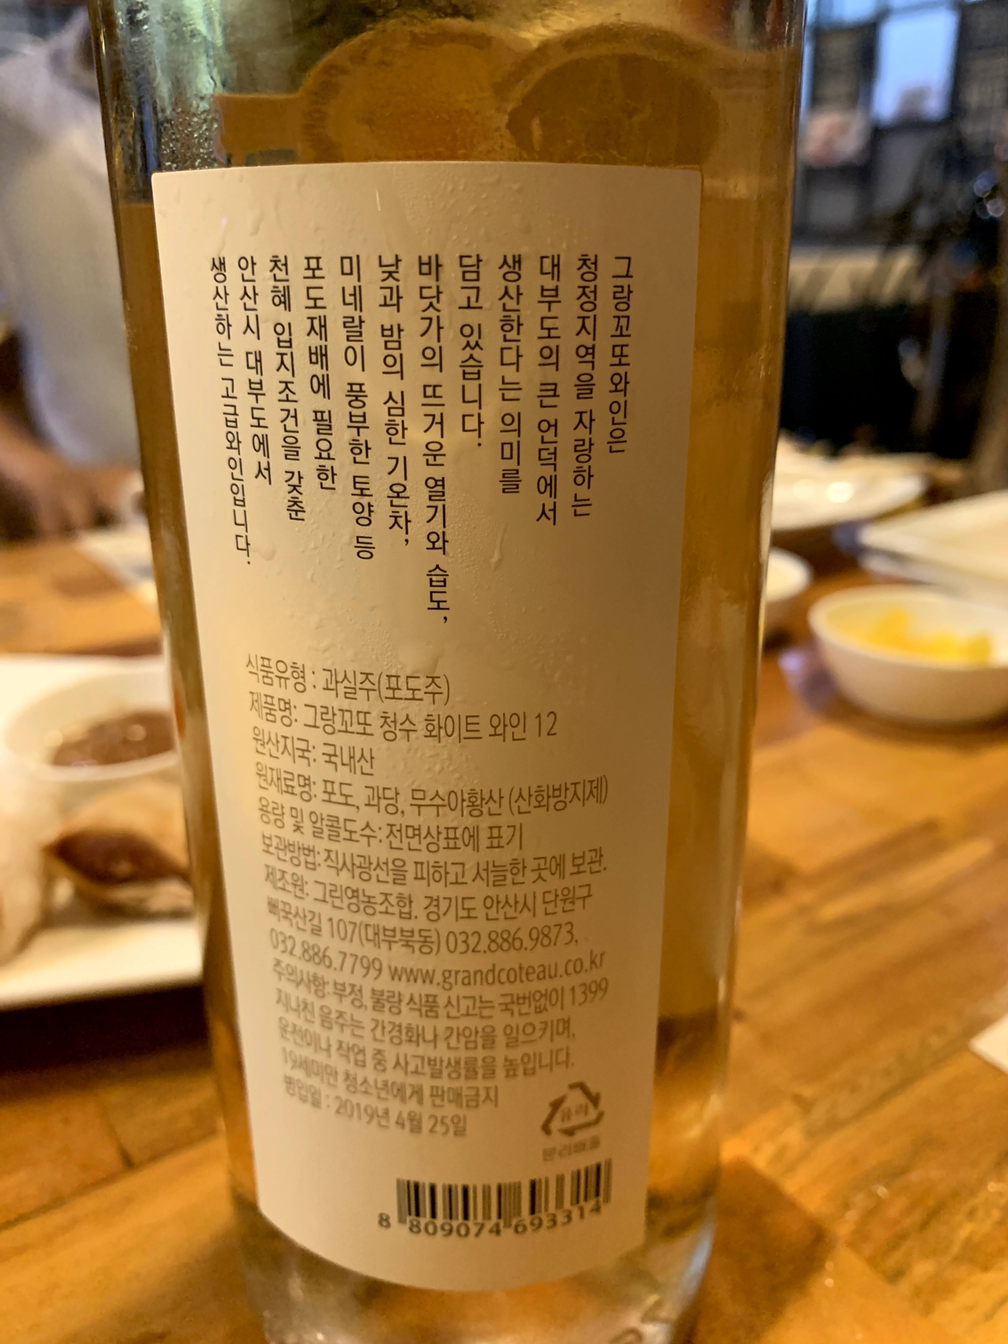 그랑꼬또와인은
청정지역을 자랑하는
대부도의 큰 언덕에서
생산한다는 의미를
담고 있습니다.
바닷가의 뜨거운 열기와 습도,
낮과 밤의 심한 기온차,
미네랄이 풍부한 토양 등
포도재배에 필요한
천혜 입지조건을 갖춘
안산시 대부도에서
생산하는 고급와인입니다.
식품유형 : 과실주(포도주)
제품명: 그랑꼬또 청수 화이트 와인 12
원산지국: 국내산
원재료명: 포도, 과당, 무수아황산 (산화방지제)
용량 및 알콜도수: 전면상표에 표기
보관방법: 직사광선을 피하고 서늘한 곳에 보관.
제조원: 그린영농조합. 경기도 안산시 단원구
뻐꾹산길 107(대부북동) 032.886.9873,
032.886.7799 www.grandcoteau.co.kr
주의사항: 부정, 불량 식품 신고는 국번없이 1399
지나친 음주는 간경화나 간암을 일으키며,
운전이나 작업 중 사고발생률을 높입니다.
19세미만 청소년에게 판매금지
병입일 : 2019년 4월 25일
유리
분리배출
8 809074 693314